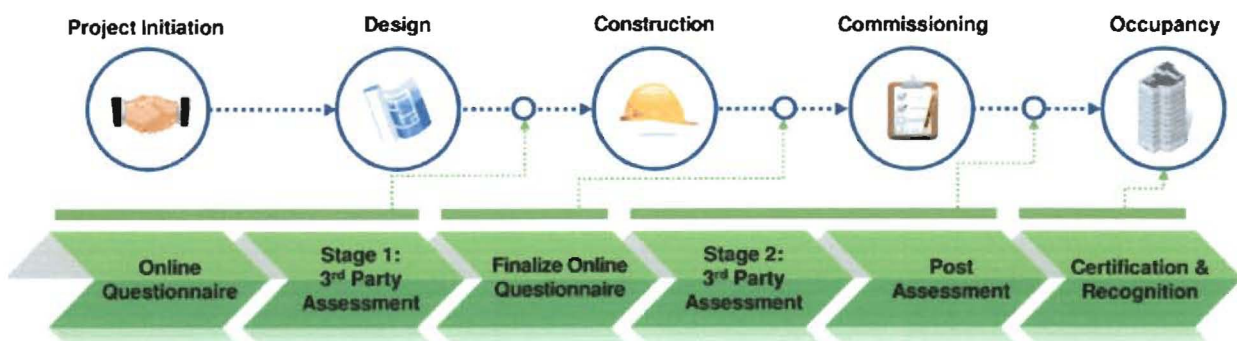 Project Initiation
Design
Construction
Commissioning
Occupancy
Online
Questionnaire
Stage 1:
3rd Party
Assessment
Finalize Online
Questionnaire
Stage 2:
3rd Party
Assessment
Post
Assessment
Certification &
Recognition